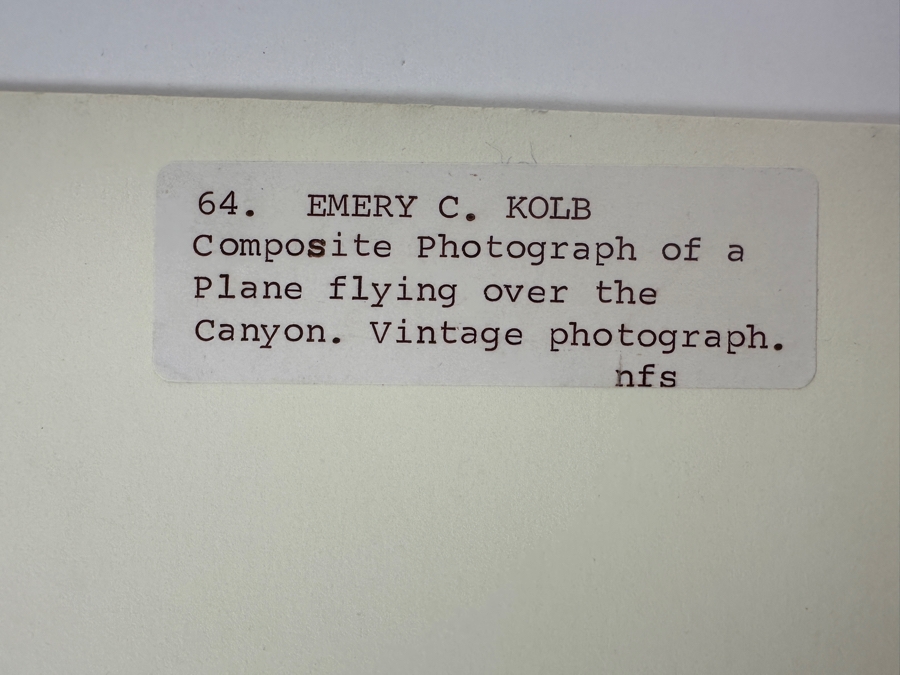 64. EMERY C. KOLB
Composite Photograph of a
Plane flying over the
Canyon. Vintage photograph.
nfs